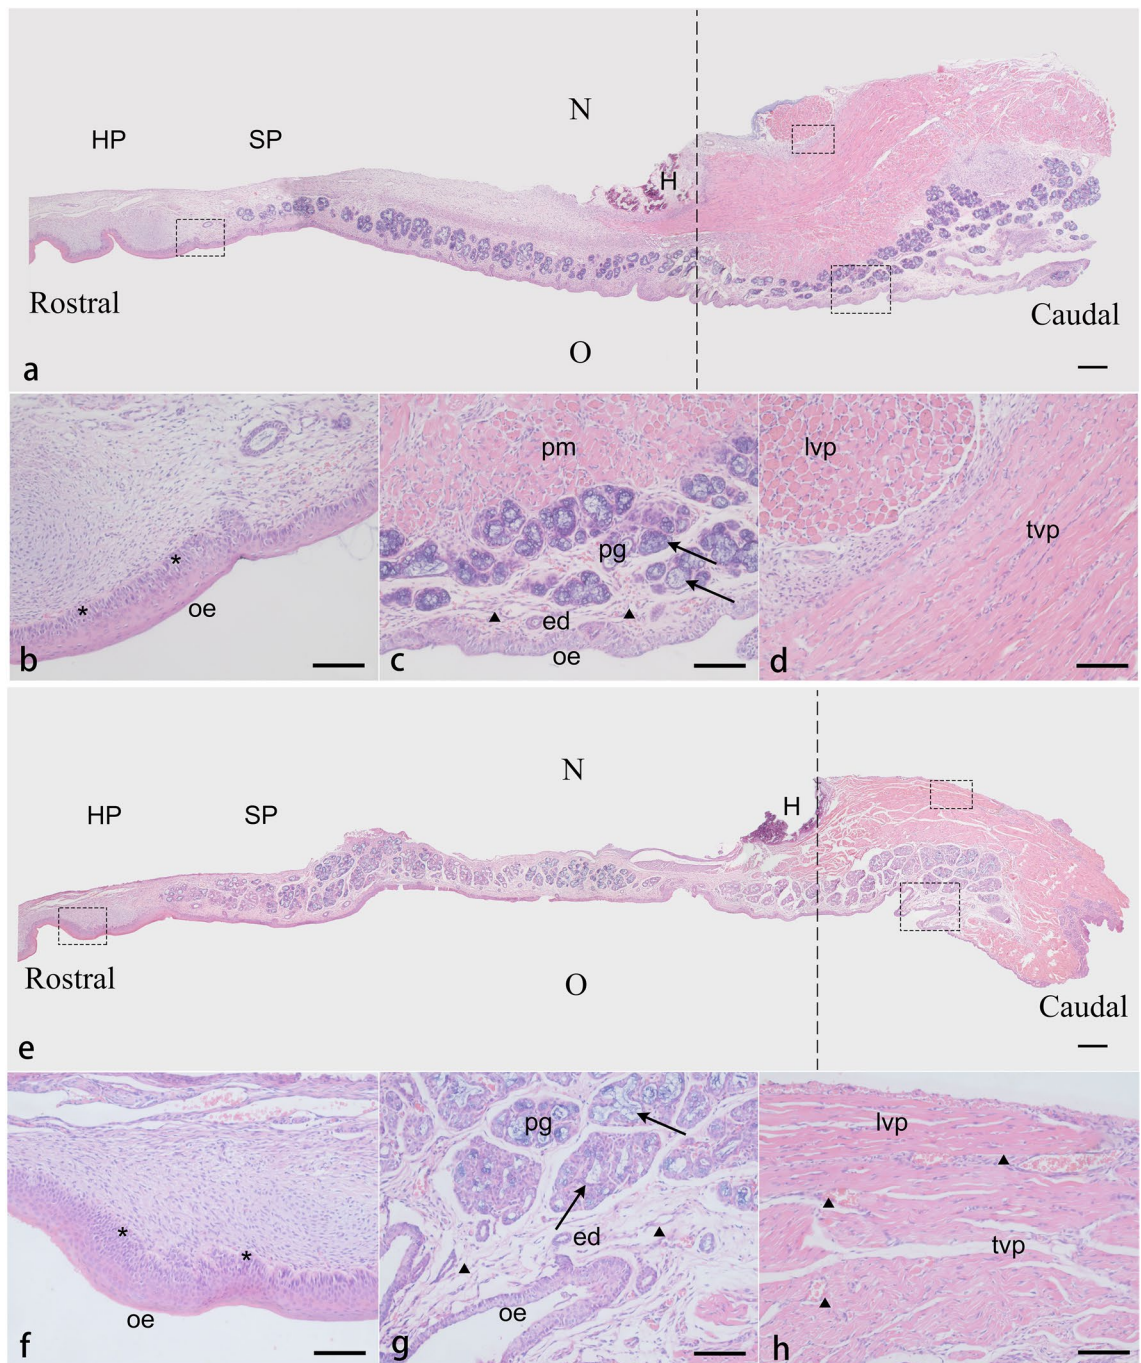 N
HP
SP
H
Rostral
Caudal
O
a
pm
lvp
tvp
pg
*
*
oe
ed
oe
b
c
d
N
HP
SP
H
Rostral
O
Caudal
e
pg
lvp
*
*
ed
tvp
oe
oe
f
g
h